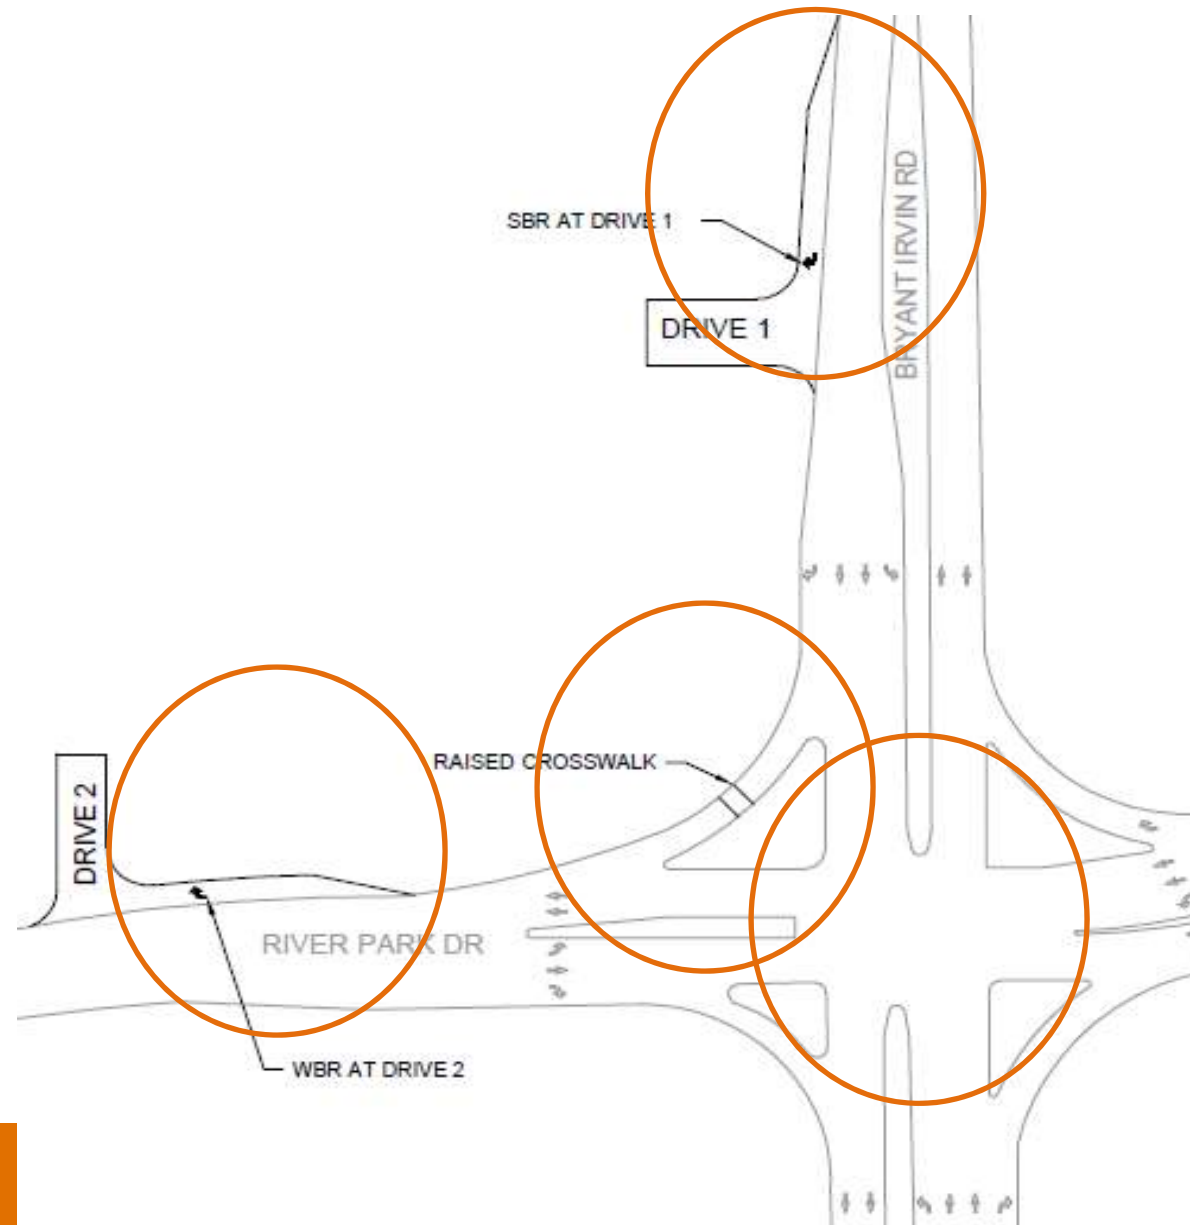 SBR AT DRIVE 1
DRIVE 1
BRYANT IRVIN RD
RAISED CROSSWALK
DRIVE 2
RIVER PARK DR
WBR AT DRIVE 2